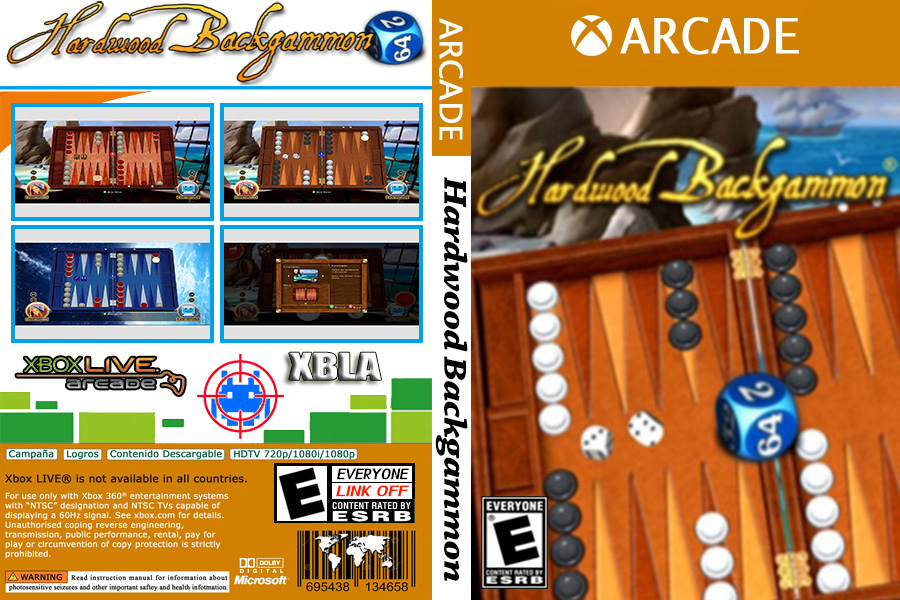 Hardwood Backgammon
64 2
XBOX LIVE
arcade
XBLA
Campaña Logros Contenido Descargable HDTV 720p/1080i/1080p
Xbox LIVE® is not available in all countries.
For use only with Xbox 360® entertainment systems
with “NTSC” designation and NTSC TVs capable of
displaying a 60Hz signal. See xbox.com for details.
Unauthorised coping reverse engineering,
transmission, public performance, rental, pay for
play or circumvention of copy protection is strictly
prohibited.
WARNING Read instruction manual for information about
photosensitive seizures and other important saftey and health infotmation.
E
EVERYONE
LINK OFF
CONTENT RATED BY
ESRB
DOLBY
DIGITAL
Microsoft
695438 134658
ARCADE
Hardwood Backgammon
ARCADE
Hardwood Backgammon®
2
64
EVERYONE
E
CONTENT RATED BY
ESRB